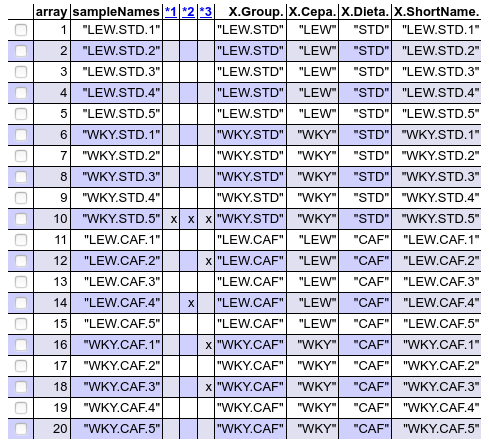 array sampleNames *1 *2 *3 X.Group. X.Cepa. X.Dieta. X.ShortName.
1 "LEW.STD.1" "LEW.STD" "LEW" "STD" "LEW.STD.1"
2 "LEW.STD.2" "LEW.STD" "LEW" "STD" "LEW.STD.2"
3 "LEW.STD.3" "LEW.STD" "LEW" "STD" "LEW.STD.3"
4 "LEW.STD.4" "LEW.STD" "LEW" "STD" "LEW.STD.4"
5 "LEW.STD.5" "LEW.STD" "LEW" "STD" "LEW.STD.5"
6 "WKY.STD.1" "WKY.STD" "WKY" "STD" "WKY.STD.1"
7 "WKY.STD.2" "WKY.STD" "WKY" "STD" "WKY.STD.2"
8 "WKY.STD.3" "WKY.STD" "WKY" "STD" "WKY.STD.3"
9 "WKY.STD.4" "WKY.STD" "WKY" "STD" "WKY.STD.4"
10 "WKY.STD.5" x x x "WKY.STD" "WKY" "STD" "WKY.STD.5"
11 "LEW.CAF.1" "LEW.CAF" "LEW" "CAF" "LEW.CAF.1"
12 "LEW.CAF.2" x "LEW.CAF" "LEW" "CAF" "LEW.CAF.2"
13 "LEW.CAF.3" "LEW.CAF" "LEW" "CAF" "LEW.CAF.3"
14 "LEW.CAF.4" x "LEW.CAF" "LEW" "CAF" "LEW.CAF.4"
15 "LEW.CAF.5" "LEW.CAF" "LEW" "CAF" "LEW.CAF.5"
16 "WKY.CAF.1" x "WKY.CAF" "WKY" "CAF" "WKY.CAF.1"
17 "WKY.CAF.2" "WKY.CAF" "WKY" "CAF" "WKY.CAF.2"
18 "WKY.CAF.3" x "WKY.CAF" "WKY" "CAF" "WKY.CAF.3"
19 "WKY.CAF.4" "WKY.CAF" "WKY" "CAF" "WKY.CAF.4"
20 "WKY.CAF.5" "WKY.CAF" "WKY" "CAF" "WKY.CAF.5"